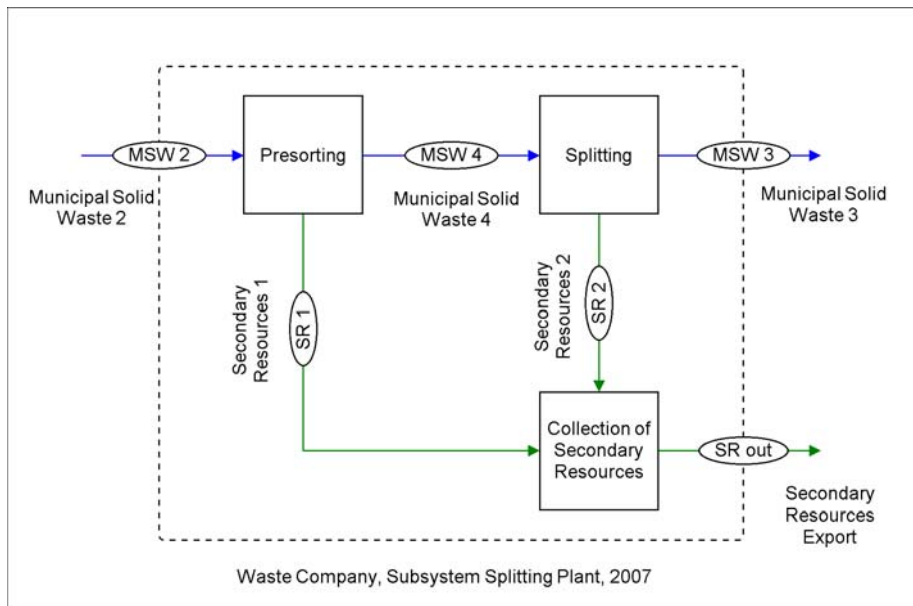 MSW 2
Presorting
MSW 4
Splitting
MSW 3
Municipal Solid
Waste 2
Municipal Solid
Waste 4
Municipal Solid
Waste 3
Secondary
Resources 1
SR 1
Secondary
Resources 2
SR 2
Collection of
Secondary
Resources
SR out
Secondary
Resources
Export
Waste Company, Subsystem Splitting Plant, 2007